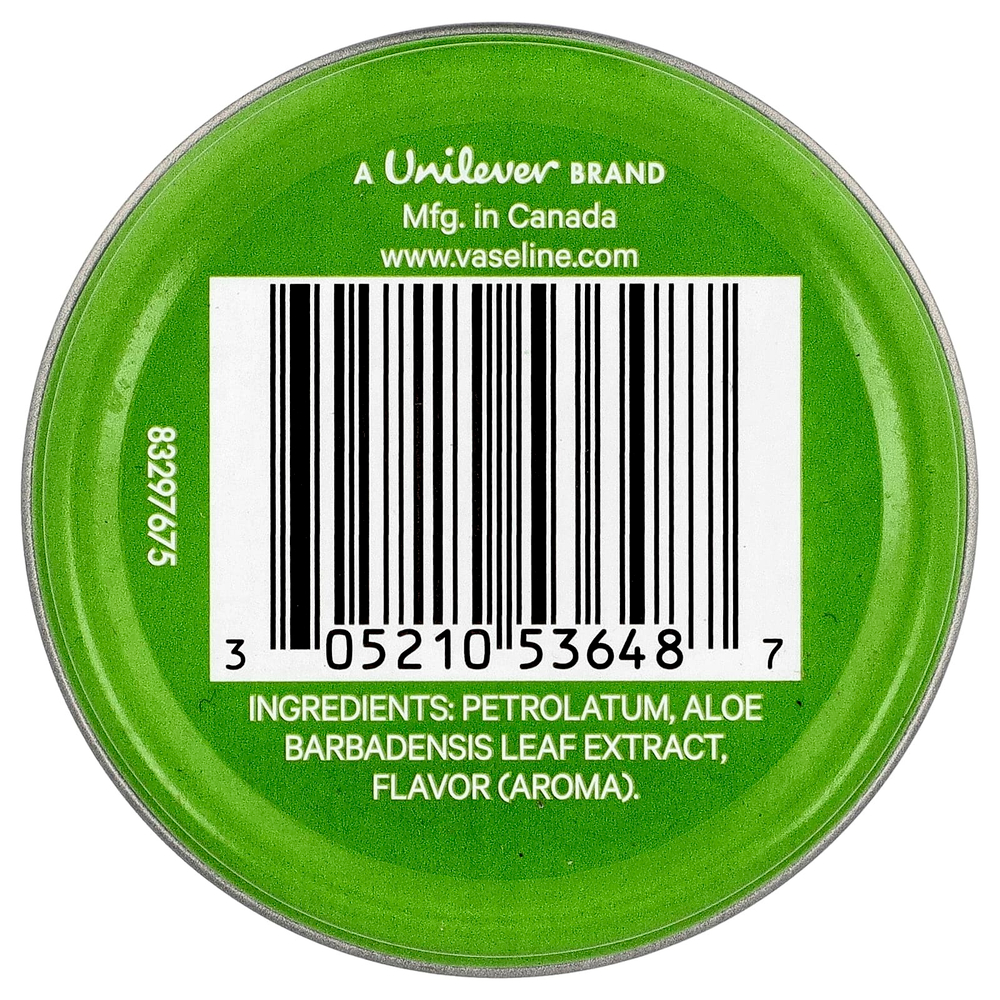 A Unilever BRAND
Mfg. in Canada
www.vaseline.com
83297675
3 05210 53648 7
INGREDIENTS: PETROLATUM, ALOE
BARBADENSIS LEAF EXTRACT,
FLAVOR (AROMA).